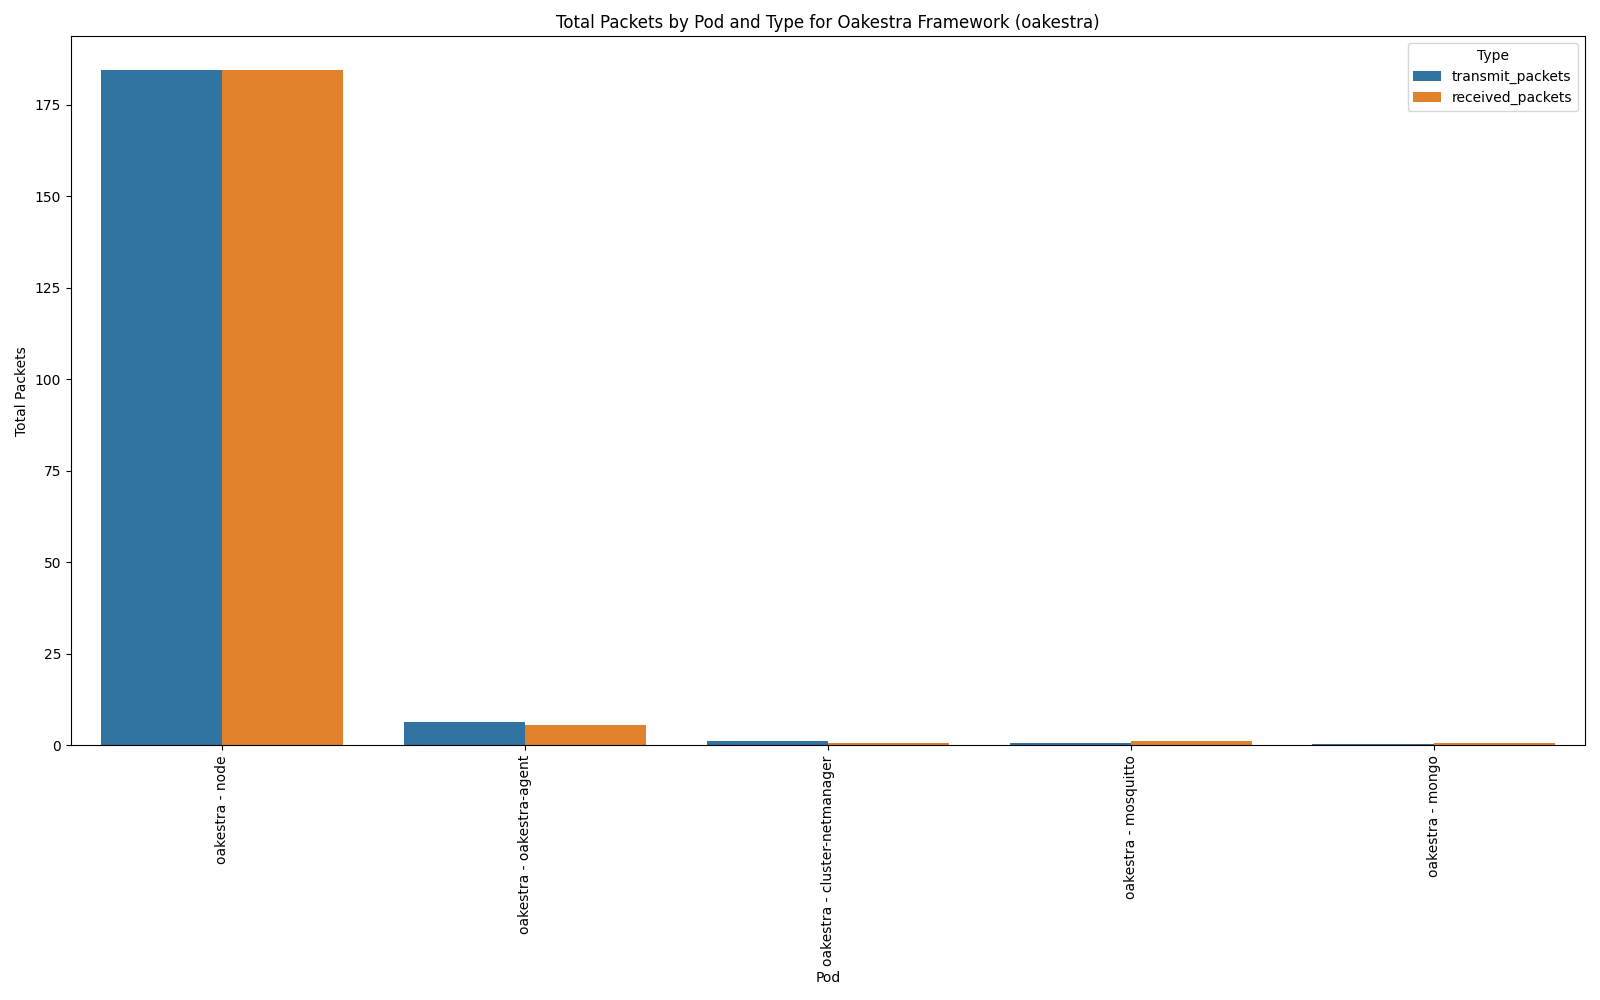 Total Packets by Pod and Type for Oakestra Framework (oakestra)
Type
transmit_packets
received_packets
Total Packets
175
150
125
100
75
50
25
0
oakestra - node
oakestra - oakestra-agent
oakestra - cluster-netmanager
oakestra - mosquitto
oakestra - mongo
Pod